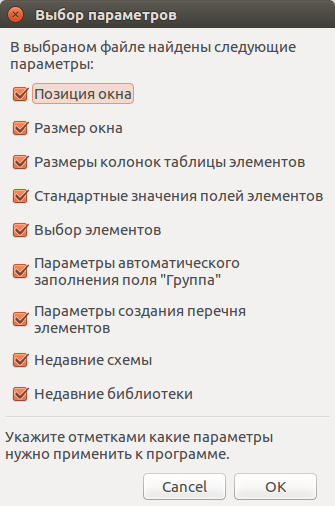 Выбор параметров
В выбраном файле найдены следующие
параметры:
Позиция окна
Размер окна
Размеры колонок таблицы элементов
Стандартные значения полей элементов
Выбор элементов
Параметры автоматического
заполнения поля "Группа"
Параметры создания перечня
элементов
Недавние схемы
Недавние библиотеки
Укажите отметками какие параметры
нужно применить к программе.
Cancel
OK